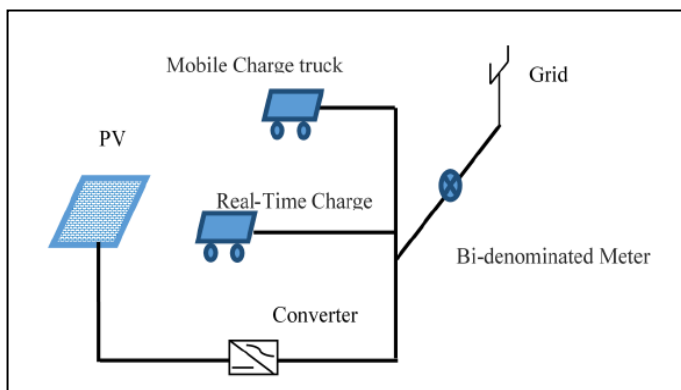 Mobile Charge truck
Grid
PV
Real-Time Charge
Bi-denominated Meter
Converter